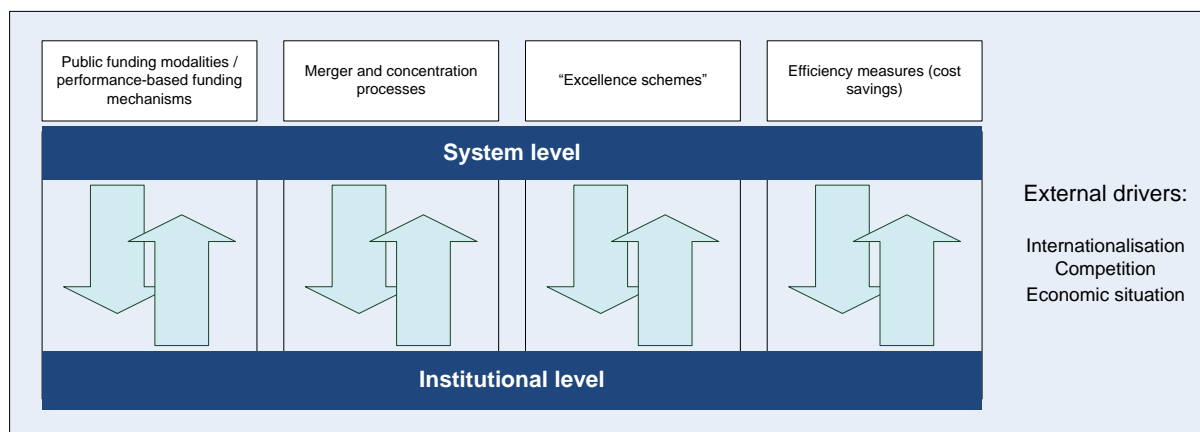 Public funding modalities /
performance-based funding
mechanisms
Merger and concentration
processes
“Excellence schemes”
Efficiency measures (cost
savings)
System level
External drivers:
Internationalisation
Competition
Economic situation
Institutional level